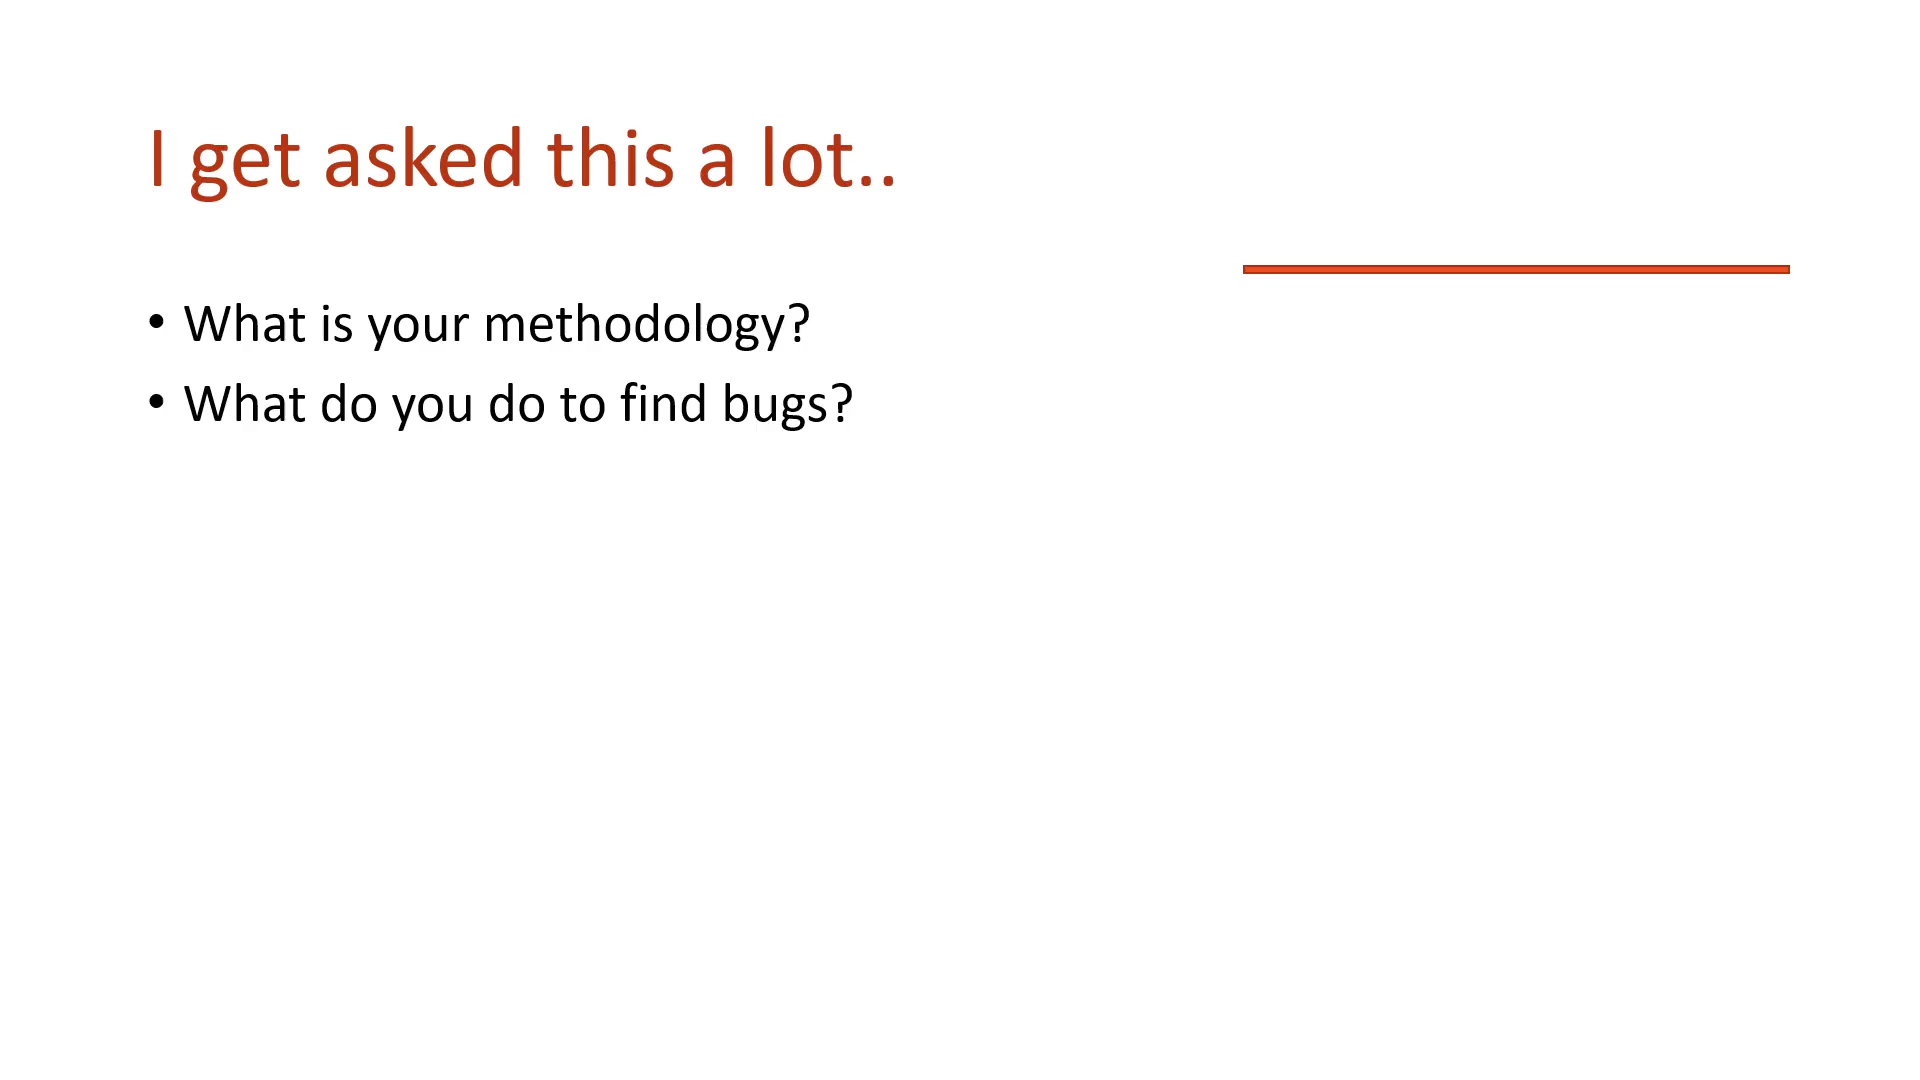 I get asked this a lot..
• What is your methodology?
• What do you do to find bugs?